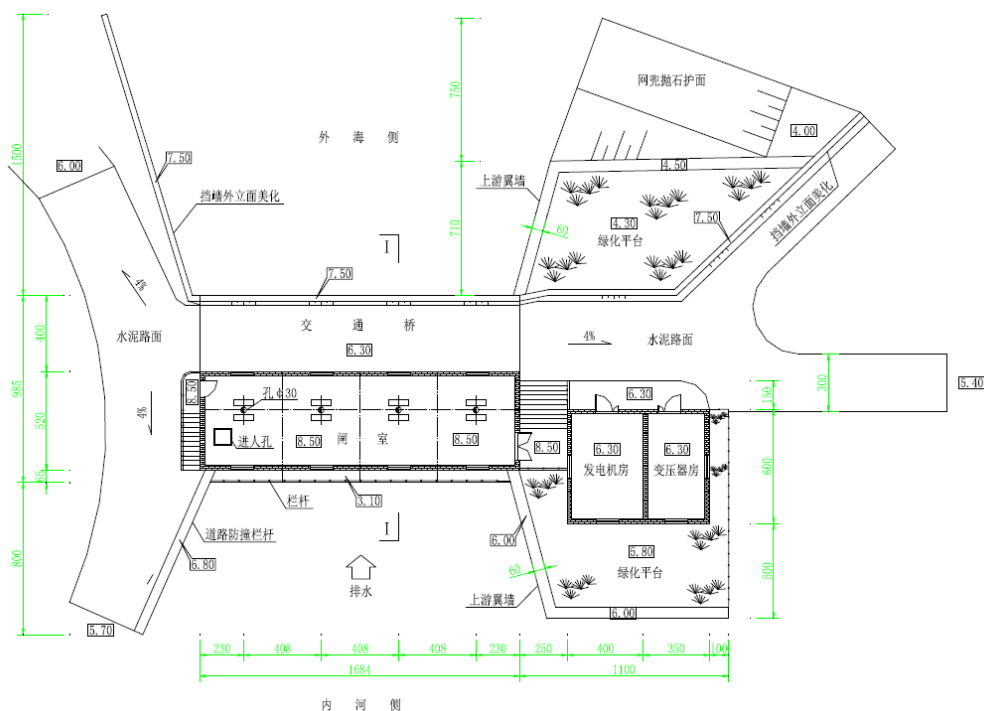 750
网兜抛石护面
1500
外 海 侧
4.00
6.00
7.50
4.50
上游翼墙
挡墙外立面美化
4.30
7.50
挡墙外立面美化
710
60
绿化平台
I
7.50
4%
交 通 桥
水泥路面
4%
水泥路面
400
6.30
300
5.40
985
8.50
孔φ30
6.30
150
4%
520
闸 室
进人孔
8.50
8.50
8.50
6.30
6.30
发电机房
变压器房
600
65
栏杆
3.10
道路防撞栏杆
I
6.00
5.80
800
6.80
排水
60
绿化平台
500
上游翼墙
6.00
5.70
230
408
408
408
230
250
400
350
100
1684
1100
内 河 侧